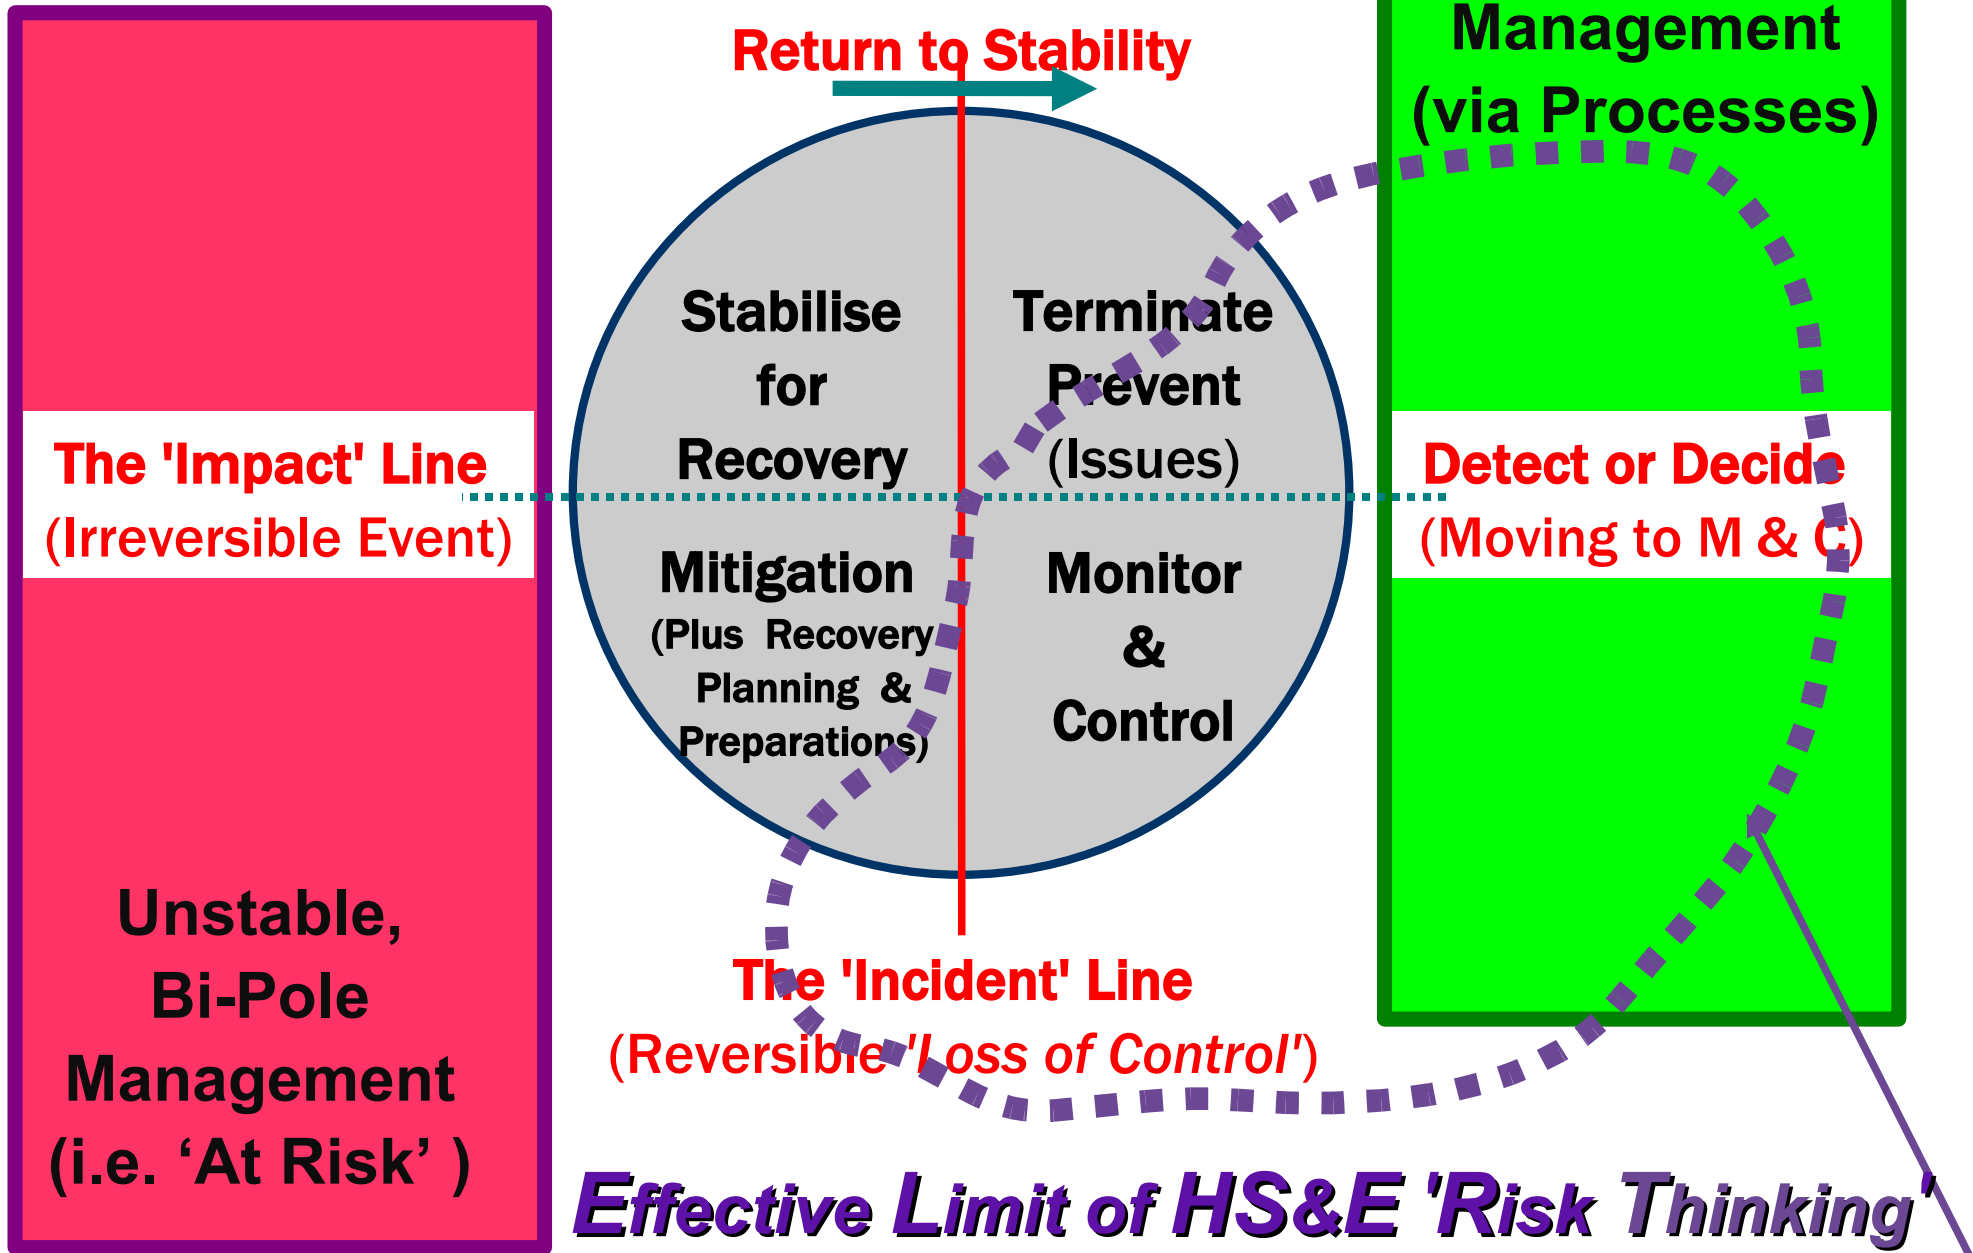 Return to Stability
Management
(via Processes)
Stabilise
for
Recovery
Terminate
Prevent
(Issues)
The 'Impact' Line
(Irreversible Event)
Detect or Decide
(Moving to M & C)
Mitigation
(Plus Recovery
Planning &
Preparations)
Monitor
&
Control
Unstable,
Bi-Pole
Management
(i.e. ‘At Risk’ )
The 'Incident' Line
(Reversible 'Loss of Control')
Effective Limit of HS&E 'Risk Thinking'